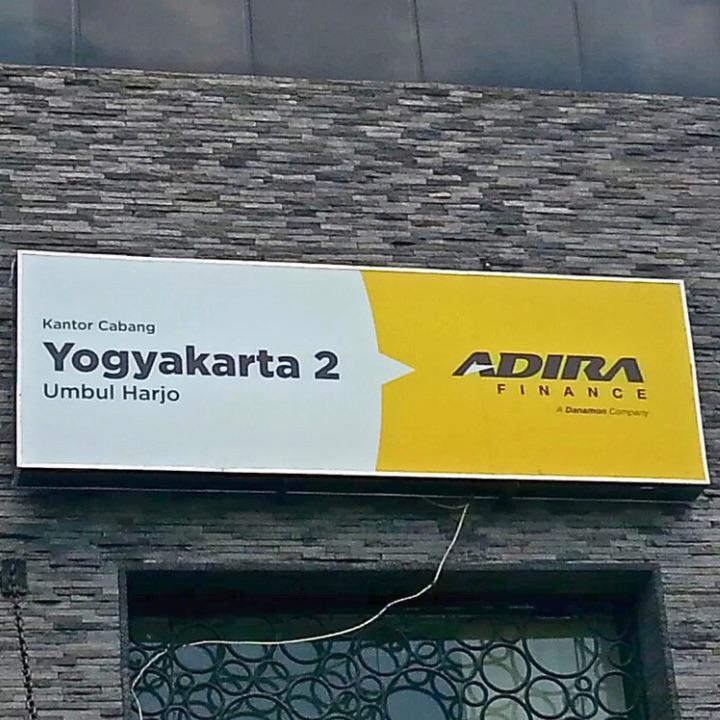 Kantor Cabang
Yogyakarta 2
Umbul Harjo
ADIRA
FINANCE
A Danamon Company